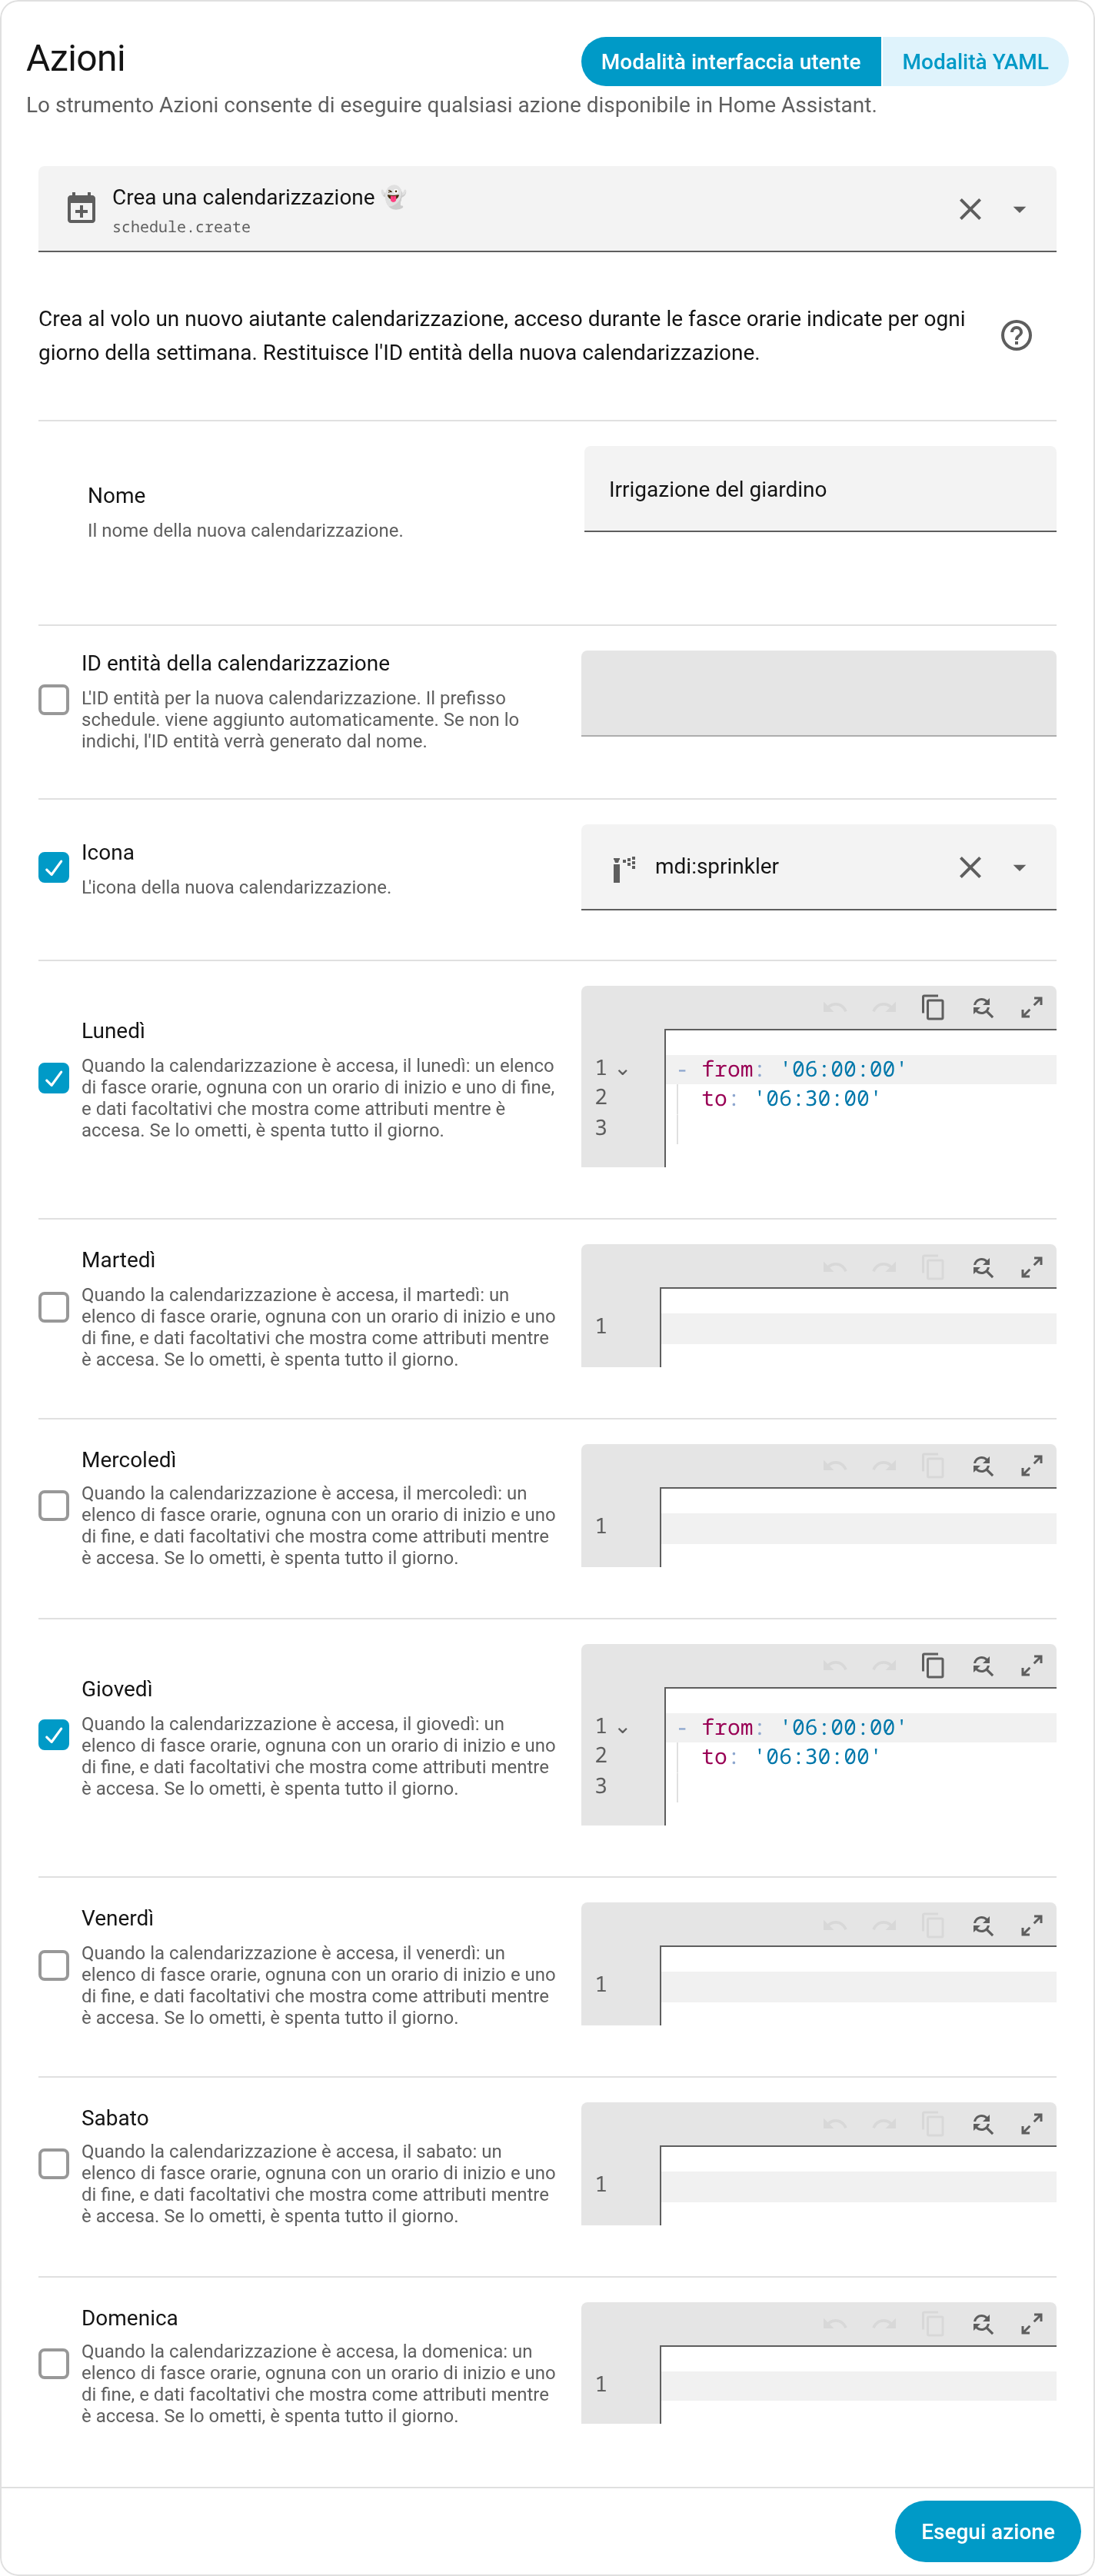 Azioni
Modalità interfaccia utente
Modalità YAML
Lo strumento Azioni consente di eseguire qualsiasi azione disponibile in Home Assistant.
Crea una calendarizzazione 👻
schedule.create
Crea al volo un nuovo aiutante calendarizzazione, acceso durante le fasce orarie indicate per ogni
giorno della settimana. Restituisce l'ID entità della nuova calendarizzazione.
Nome
Il nome della nuova calendarizzazione.
Irrigazione del giardino
ID entità della calendarizzazione
L'ID entità per la nuova calendarizzazione. Il prefisso
schedule. viene aggiunto automaticamente. Se non lo
indichi, l'ID entità verrà generato dal nome.
Icona
L'icona della nuova calendarizzazione.
mdi:sprinkler
Lunedì
Quando la calendarizzazione è accesa, il lunedì: un elenco
di fasce orarie, ognuna con un orario di inizio e uno di fine,
e dati facoltativi che mostra come attributi mentre è
accesa. Se lo ometti, è spenta tutto il giorno.
1 - from: '06:00:00'
2 to: '06:30:00'
3
Martedì
Quando la calendarizzazione è accesa, il martedì: un
elenco di fasce orarie, ognuna con un orario di inizio e uno
di fine, e dati facoltativi che mostra come attributi mentre
è accesa. Se lo ometti, è spenta tutto il giorno.
1
Mercoledì
Quando la calendarizzazione è accesa, il mercoledì: un
elenco di fasce orarie, ognuna con un orario di inizio e uno
di fine, e dati facoltativi che mostra come attributi mentre
è accesa. Se lo ometti, è spenta tutto il giorno.
1
Giovedì
Quando la calendarizzazione è accesa, il giovedì: un
elenco di fasce orarie, ognuna con un orario di inizio e uno
di fine, e dati facoltativi che mostra come attributi mentre
è accesa. Se lo ometti, è spenta tutto il giorno.
1 - from: '06:00:00'
2 to: '06:30:00'
3
Venerdì
Quando la calendarizzazione è accesa, il venerdì: un
elenco di fasce orarie, ognuna con un orario di inizio e uno
di fine, e dati facoltativi che mostra come attributi mentre
è accesa. Se lo ometti, è spenta tutto il giorno.
1
Sabato
Quando la calendarizzazione è accesa, il sabato: un
elenco di fasce orarie, ognuna con un orario di inizio e uno
di fine, e dati facoltativi che mostra come attributi mentre
è accesa. Se lo ometti, è spenta tutto il giorno.
1
Domenica
Quando la calendarizzazione è accesa, la domenica: un
elenco di fasce orarie, ognuna con un orario di inizio e uno
di fine, e dati facoltativi che mostra come attributi mentre
è accesa. Se lo ometti, è spenta tutto il giorno.
1
Esegui azione